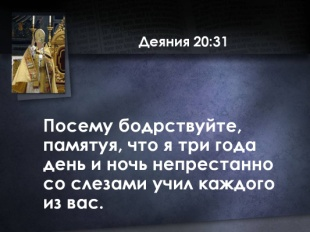 Деяния 20:31
Посему бодрствуйте,
памятуя, что я три года
день и ночь непрестанно
со слезами учил каждого
из вас.